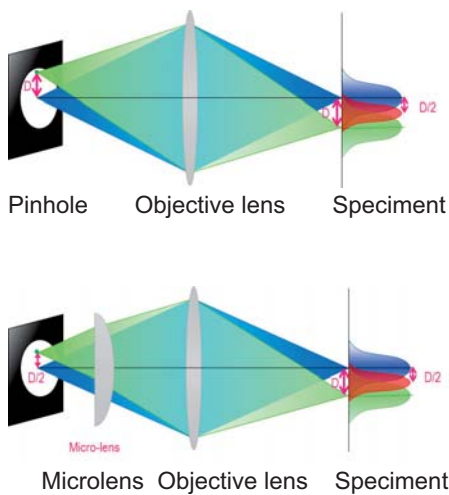 D
D
D/2
Pinhole Objective lens Speciment
D/2
D
D/2
Micro-lens
Microlens Objective lens Speciment